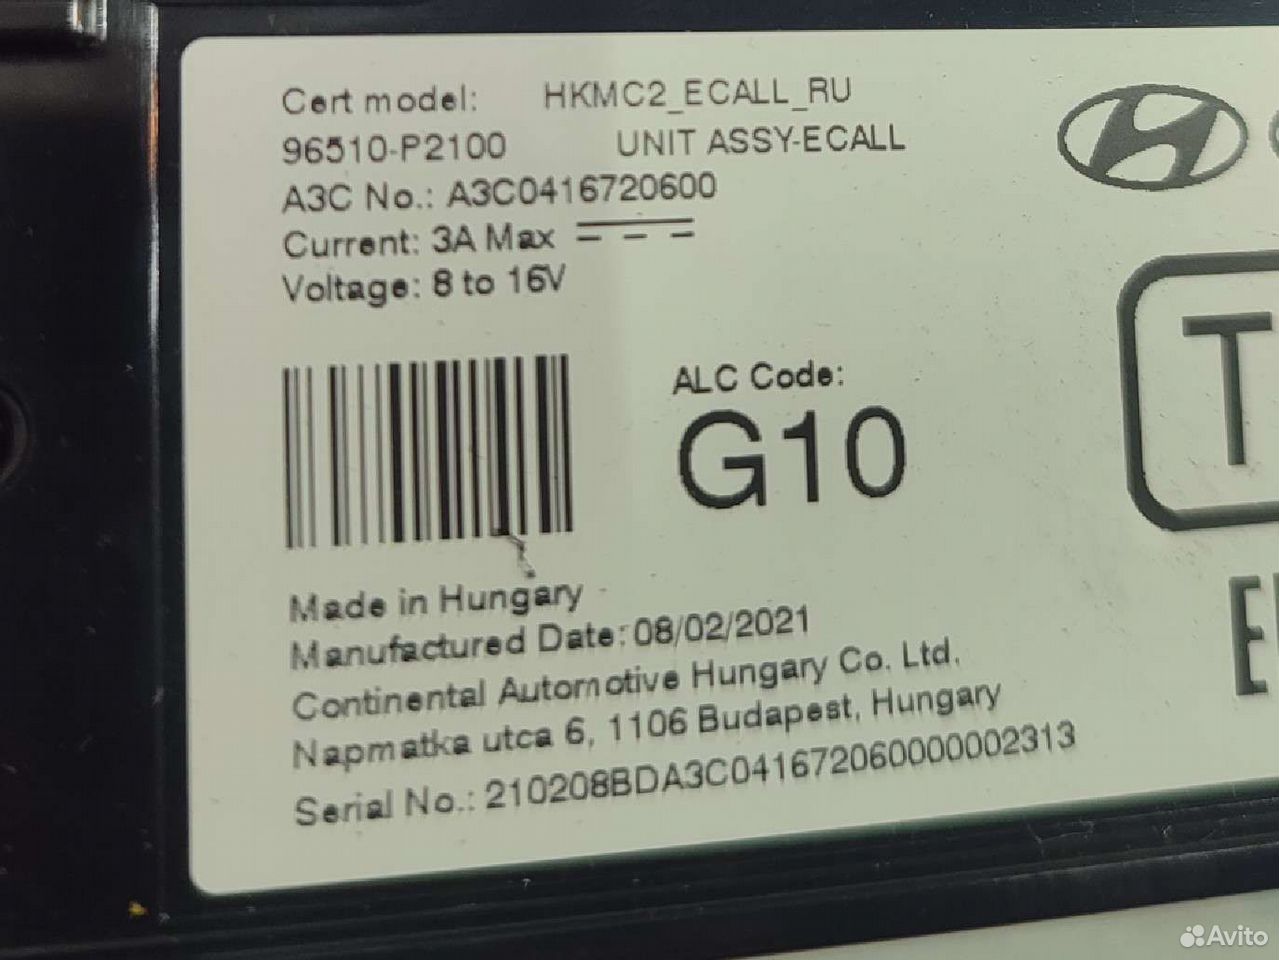 Cert model: HKMC2_ECALL_RU
96510-P2100 UNIT ASSY-ECALL
A3C No.: A3C0416720600
Current: 3A Max
Voltage: 8 to 16V
ALC Code:
G10
Made in Hungary
Manufactured Date: 08/02/2021
Continental Automotive Hungary Co. Ltd.
Napmatka utca 6, 1106 Budapest, Hungary
Serial No.: 210208BDA3C041672060000002313
T
Avito